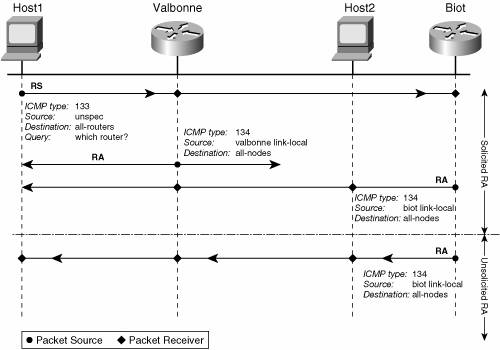 Host1 Valbonne Host2 Biot
RS
ICMP type: 133
Source: unspec
Destination: all-routers
Query: which router?
ICMP type: 134
Source: valbonne link-local
Destination: all-nodes
RA
RA
ICMP type: 134
Source: biot link-local
Destination: all-nodes
Solicited RA
RA
ICMP type: 134
Source: biot link-local
Destination: all-nodes
Unsolicited RA
Packet Source Packet Receiver